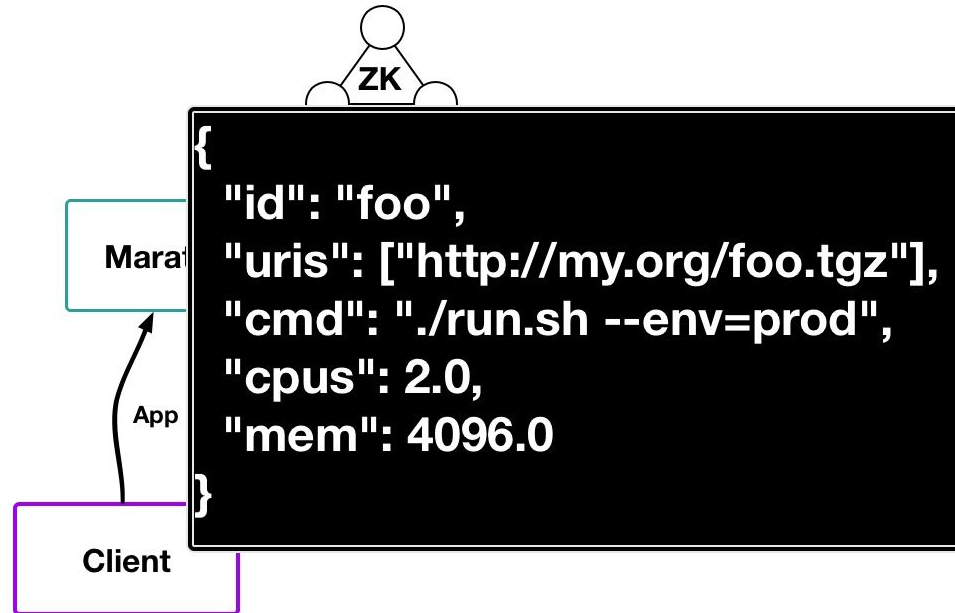 ZK
{
"id": "foo",
"uris": ["http://my.org/foo.tgz"],
"cmd": "./run.sh --env=prod",
"cpus": 2.0,
"mem": 4096.0
}
App
Client